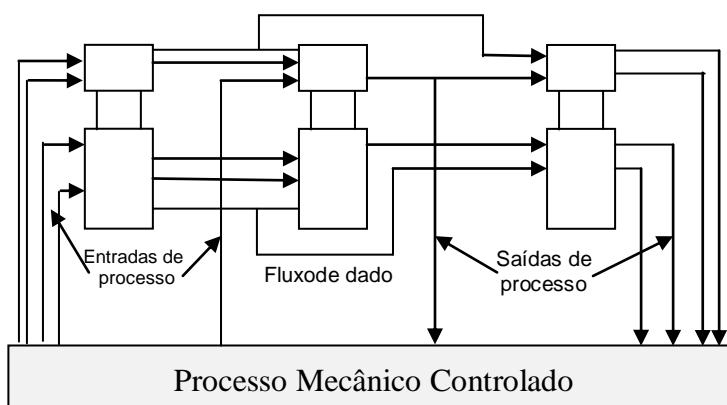 Entradas de
processo
Fluxode dado
Saídas de
processo
Processo Mecânico Controlado